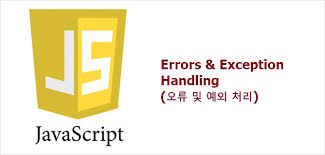 JS
JavaScript
Errors & Exception
Handling
(오류 및 예외 처리)